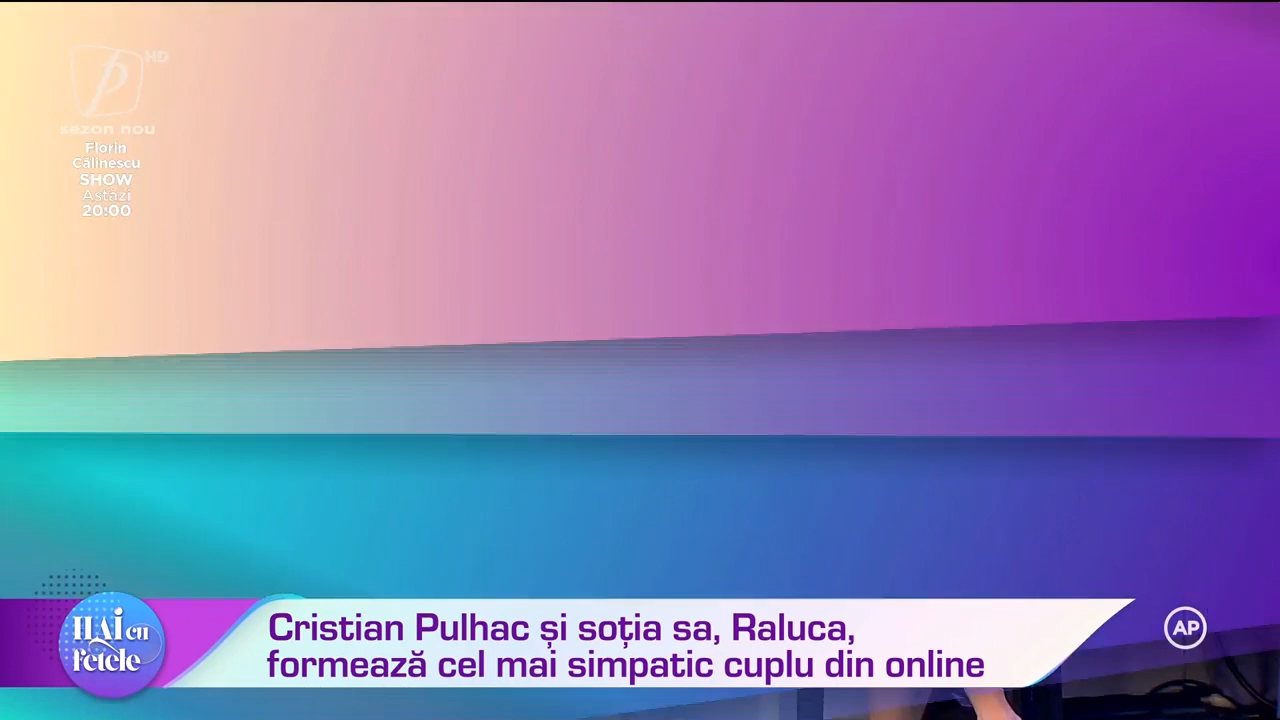 HD
sezon nou
Florin
Călinescu
SHOW
Astăzi
20:00
HAi cu
fetele
Cristian Pulhac și soția sa, Raluca,
formează cel mai simpatic cuplu din online
AP